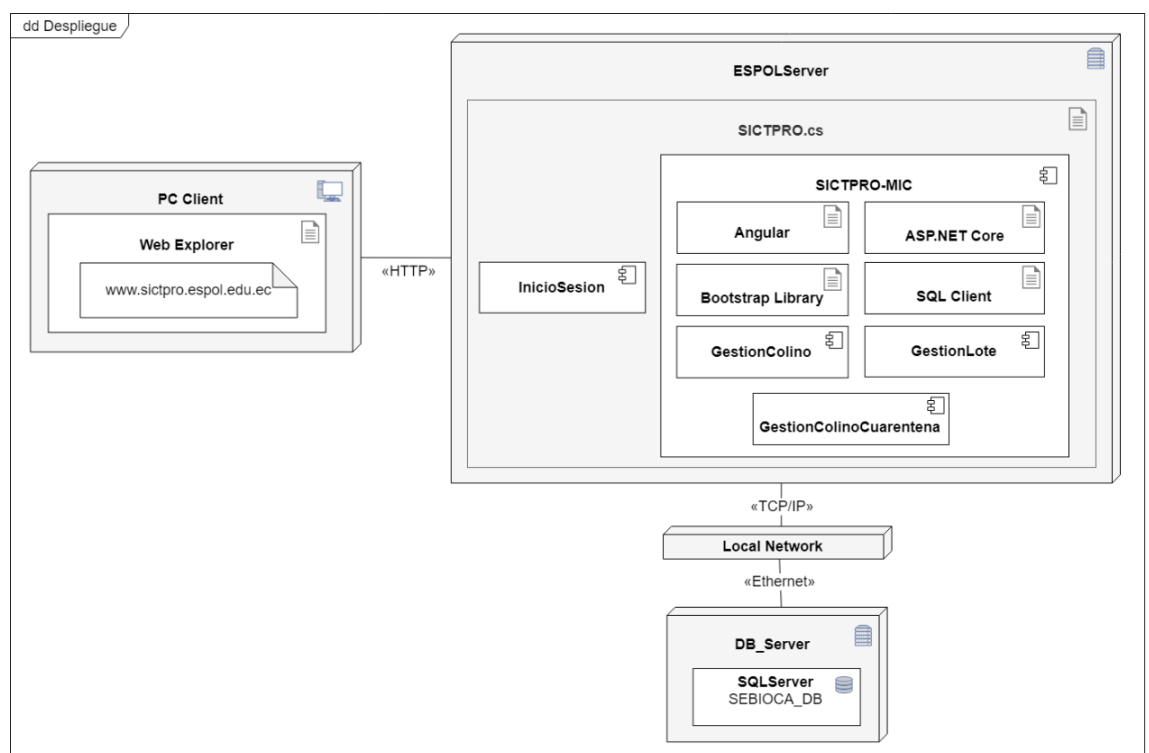 dd Despliegue
ESPOLServer
SICTPRO.cs
PC Client
SICTPRO-MIC
Web Explorer
Angular
ASP.NET Core
«HTTP»
www.sictpro.espol.edu.ec
InicioSesion
Bootstrap Library
SQL Client
GestionColino
GestionLote
GestionColinoCuarentena
«TCP/IP»
Local Network
«Ethernet»
DB_Server
SQLServer
SEBIOCA_DB